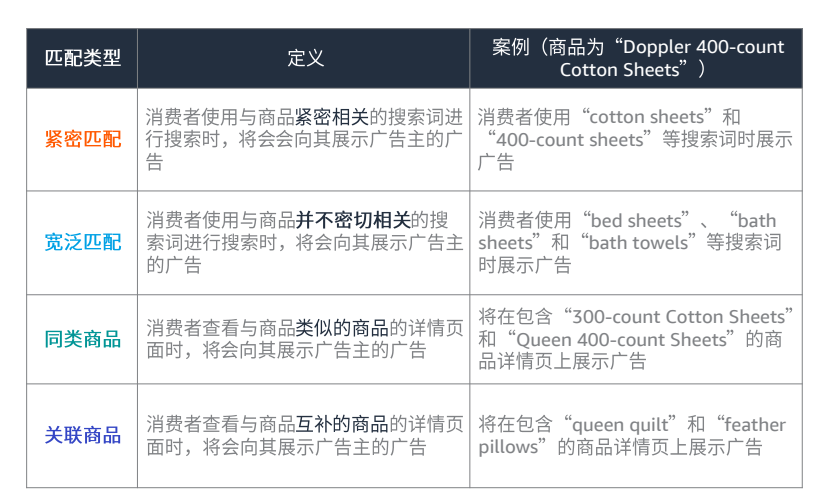 匹配类型
定义
案例（商品为“Doppler 400-count
Cotton Sheets”）
紧密匹配
消费者使用与商品紧密相关的搜索词进
行搜索时，将会会向其展示广告主的广
告
消费者使用“cotton sheets”和
“400-count sheets”等搜索词时展示
广告
宽泛匹配
消费者使用与商品并不密切相关的搜
索词进行搜索时，将会向其展示广告主
的广告
消费者使用“bed sheets”、“bath
sheets”和“bath towels”等搜索词
时展示广告
同类商品
消费者查看与商品类似的商品的详情页
面时，将会向其展示广告主的广告
将在包含“300-count Cotton Sheets”
和“Queen 400-count Sheets”的商
品详情页上展示广告
关联商品
消费者查看与商品互补的商品的详情页
面时，将会向其展示广告主的广告
将在包含“queen quilt”和“feather
pillows”的商品详情页上展示广告